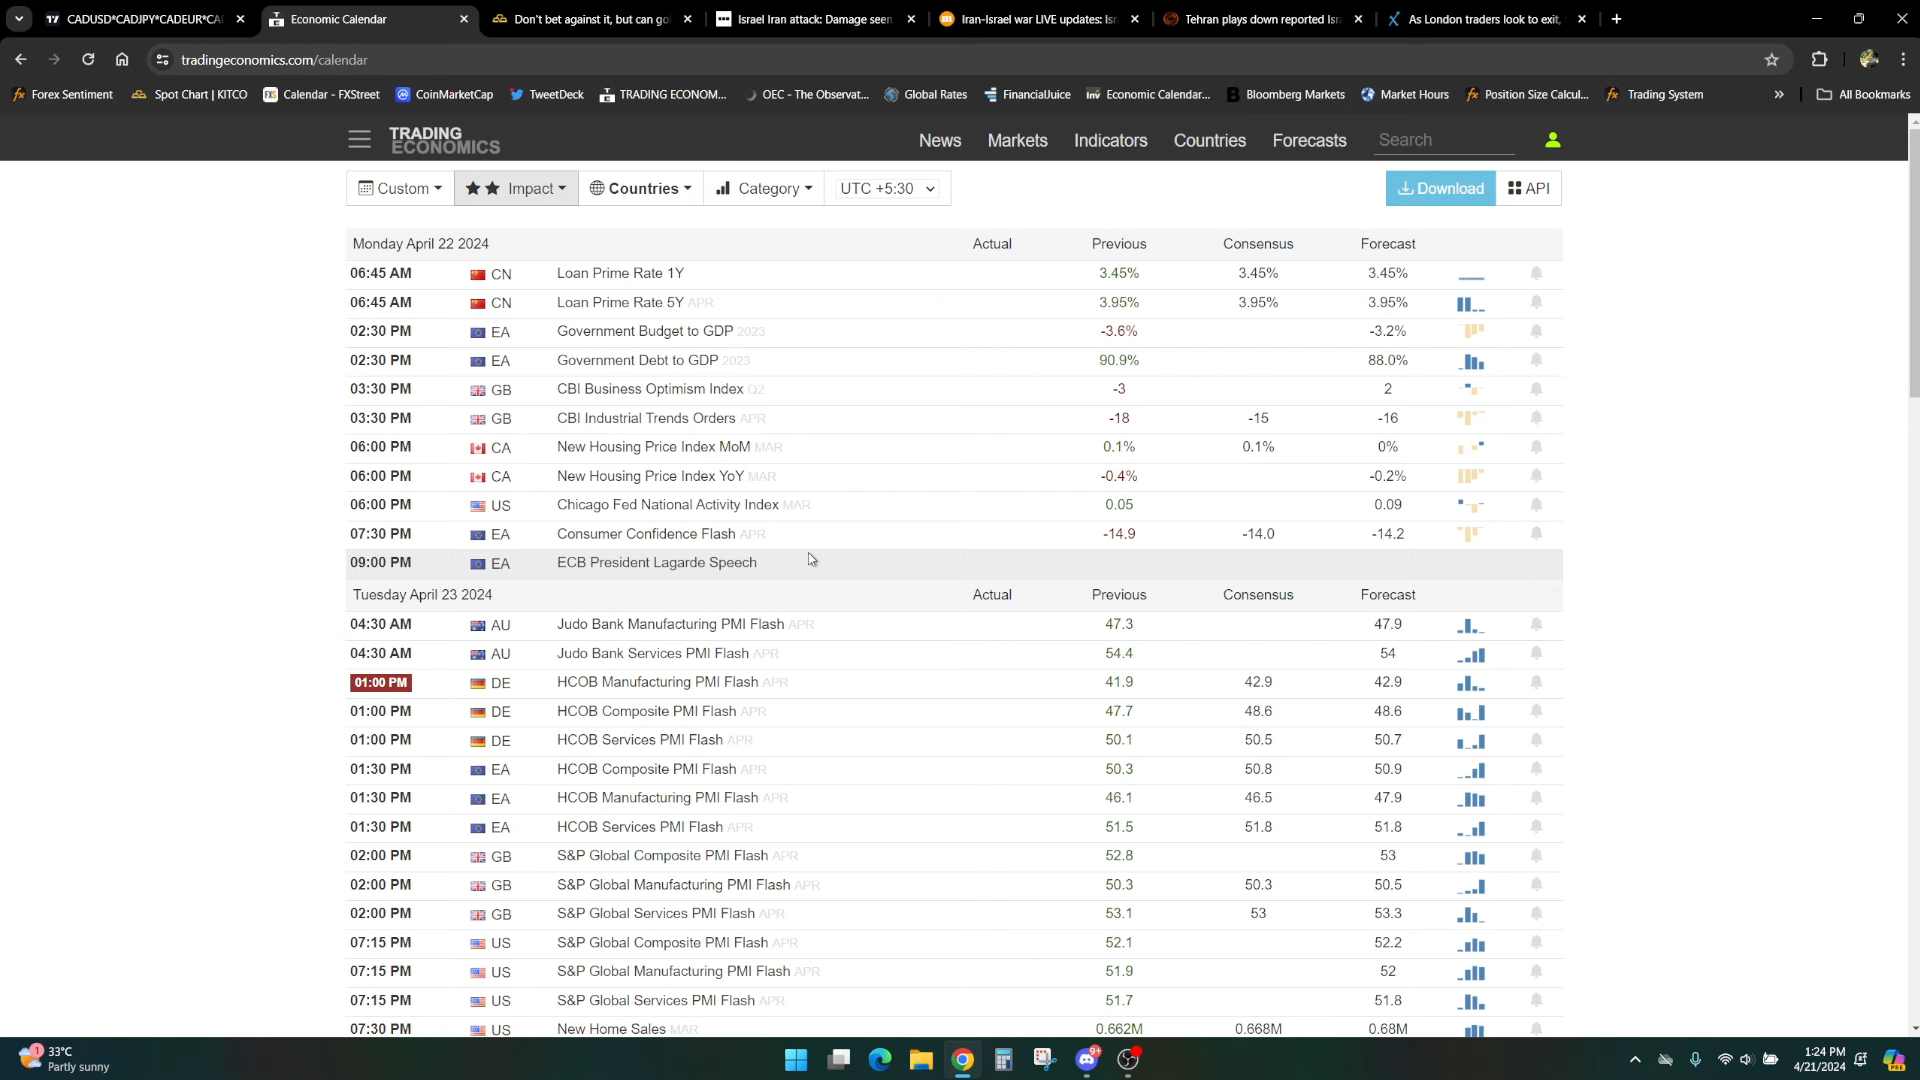 CADUSD*CADJPY*CADEUR*CA
Economic Calendar
Don't bet against it, but can go
Israel Iran attack: Damage seen
Iran-Israel war LIVE updates: Isr
Tehran plays down reported Isr
As London traders look to exit,
tradingeconomics.com/calendar
Forex Sentiment Spot Chart | KITCO Calendar - FXStreet CoinMarketCap TweetDeck TRADING ECONOM... OEC - The Observat... Global Rates FinancialJuice Economic Calendar... Bloomberg Markets Market Hours Position Size Calcul... Trading System » All Bookmarks
TRADING
ECONOMICS
News Markets Indicators Countries Forecasts Search
Custom Impact Countries Category UTC +5:30 Download API
Monday April 22 2024 Actual Previous Consensus Forecast
06:45 AM CN Loan Prime Rate 1Y 3.45% 3.45% 3.45%
06:45 AM CN Loan Prime Rate 5Y APR 3.95% 3.95% 3.95%
02:30 PM EA Government Budget to GDP 2023 -3.6% -3.2%
02:30 PM EA Government Debt to GDP 2023 90.9% 88.0%
03:30 PM GB CBI Business Optimism Index Q2 -3 2
03:30 PM GB CBI Industrial Trends Orders APR -18 -15 -16
06:00 PM CA New Housing Price Index MoM MAR 0.1% 0.1% 0%
06:00 PM CA New Housing Price Index YoY MAR -0.4% -0.2%
06:00 PM US Chicago Fed National Activity Index MAR 0.05 0.09
07:30 PM EA Consumer Confidence Flash APR -14.9 -14.0 -14.2
09:00 PM EA ECB President Lagarde Speech
Tuesday April 23 2024 Actual Previous Consensus Forecast
04:30 AM AU Judo Bank Manufacturing PMI Flash APR 47.3 47.9
04:30 AM AU Judo Bank Services PMI Flash APR 54.4 54
01:00 PM DE HCOB Manufacturing PMI Flash APR 41.9 42.9 42.9
01:00 PM DE HCOB Composite PMI Flash APR 47.7 48.6 48.6
01:00 PM DE HCOB Services PMI Flash APR 50.1 50.5 50.7
01:30 PM EA HCOB Composite PMI Flash APR 50.3 50.8 50.9
01:30 PM EA HCOB Manufacturing PMI Flash APR 46.1 46.5 47.9
01:30 PM EA HCOB Services PMI Flash APR 51.5 51.8 51.8
02:00 PM GB S&P Global Composite PMI Flash APR 52.8 53
02:00 PM GB S&P Global Manufacturing PMI Flash APR 50.3 50.3 50.5
02:00 PM GB S&P Global Services PMI Flash APR 53.1 53 53.3
07:15 PM US S&P Global Composite PMI Flash APR 52.1 52.2
07:15 PM US S&P Global Manufacturing PMI Flash APR 51.9 52
07:15 PM US S&P Global Services PMI Flash APR 51.7 51.8
07:30 PM US New Home Sales MAR 0.662M 0.668M 0.68M
33°C
Partly sunny
1:24 PM
4/21/2024